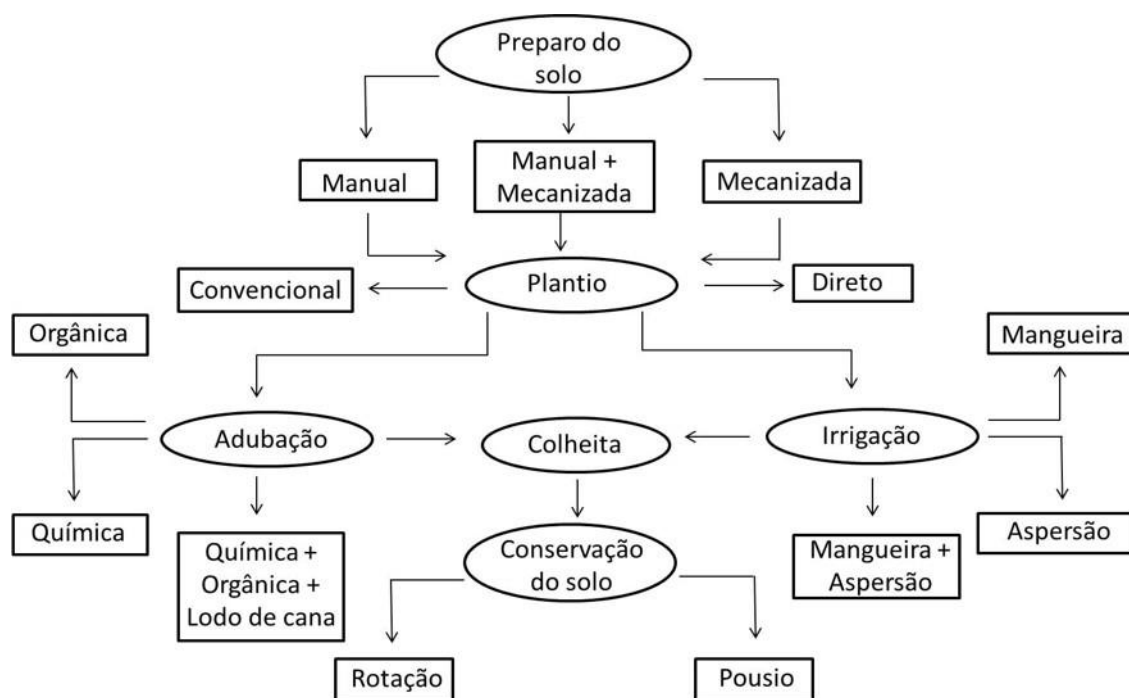 Preparo do
solo
Manual
Manual +
Mecanizada
Mecanizada
Convencional
Plantio
Direto
Orgânica
Mangueira
Adubação
Colheita
Irrigação
Química
Química +
Orgânica +
Lodo de cana
Conservação
do solo
Mangueira +
Aspersão
Aspersão
Rotação
Pousio